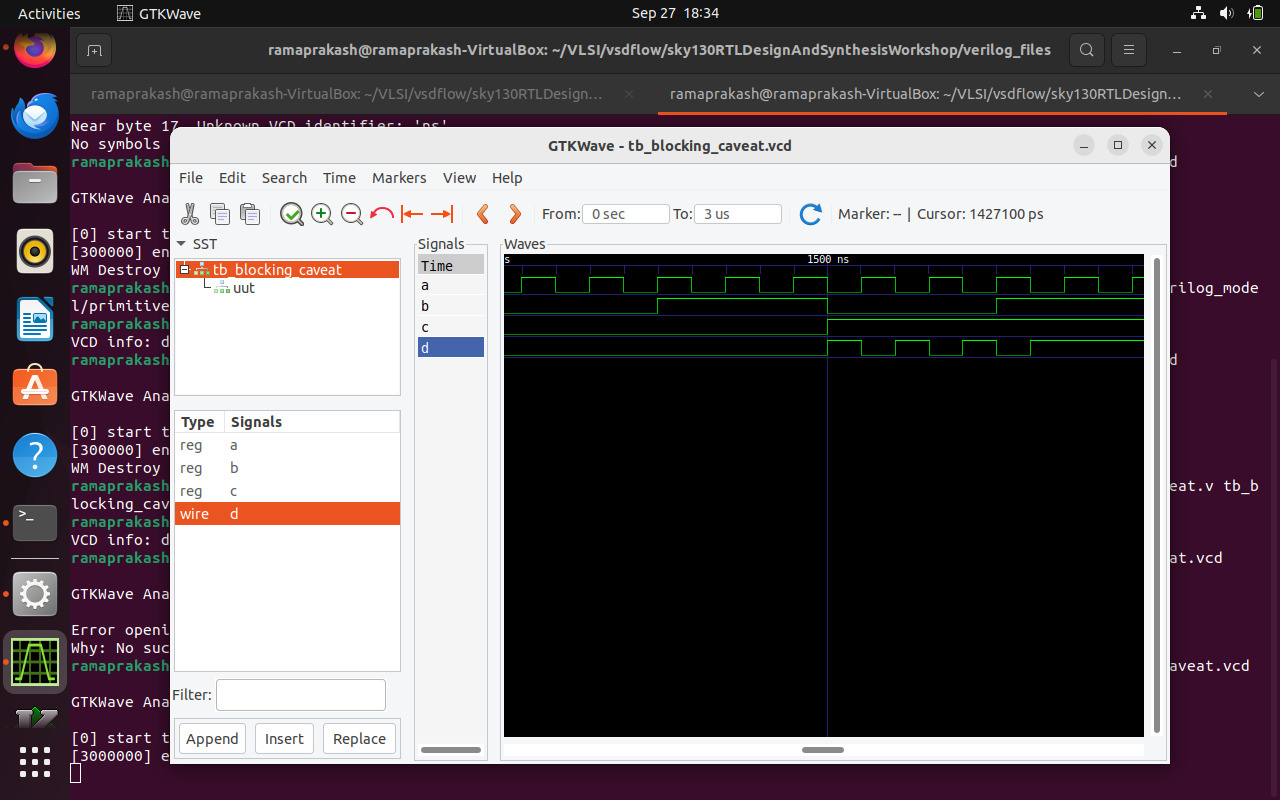 Activities GTKWave Sep 27 18:34
ramaprakash@ramaprakash-VirtualBox: ~/VLSI/vsdflow/sky130RTLDesignAndSynthesisWorkshop/verilog_files
ramaprakash@ramaprakash-VirtualBox: ~/VLSI/vsdflow/sky130RTLDesign...
ramaprakash@ramaprakash-VirtualBox: ~/VLSI/vsdflow/sky130RTLDesign...
Near byte 17, Unknown VCD identifier: 'ns'
No symbols
ramaprakash d
GTKWave Ana
[0] start t
[300000] en
WM Destroy
ramaprakash rilog_mode
l/primitive
ramaprakash
VCD info: d
ramaprakash d
GTKWave Ana
[0] start t
[300000] en
WM Destroy
ramaprakash eat.v tb_b
locking_cav
ramaprakash
VCD info: d
ramaprakash at.vcd
GTKWave Ana
Error openi
Why: No suc
ramaprakash aveat.vcd
GTKWave Ana
[0] start t
[3000000] e
GTKWave - tb_blocking_caveat.vcd
File Edit Search Time Markers View Help
From: 0 sec To: 3 us Marker: -- | Cursor: 1427100 ps
SST
tb_blocking_caveat
uut
Type Signals
reg a
reg b
reg c
wire d
Filter:
Append Insert Replace
Signals
Time
a
b
c
d
Waves
s 1500 ns